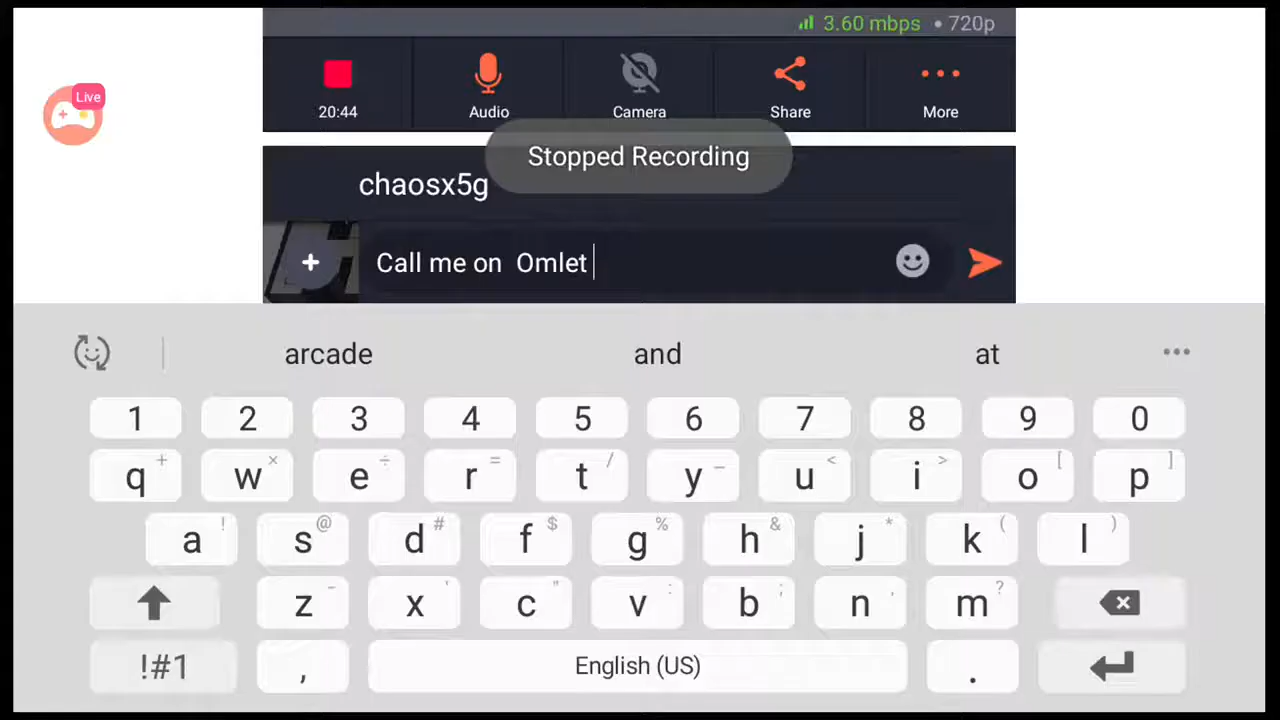 3.60 mbps • 720p
Live
20:44 Audio Camera Share More
Stopped Recording
chaosx5g
+ Call me on  Omlet
arcade and at •••
1 2 3 4 5 6 7 8 9 0
q + w × e ÷ r = t / y _ u < i > o [ p ]
a ! s @ d # f $ g % h & j * k ( l )
z - x ' c " v : b ; n , m ?
!#1 , English (US) .